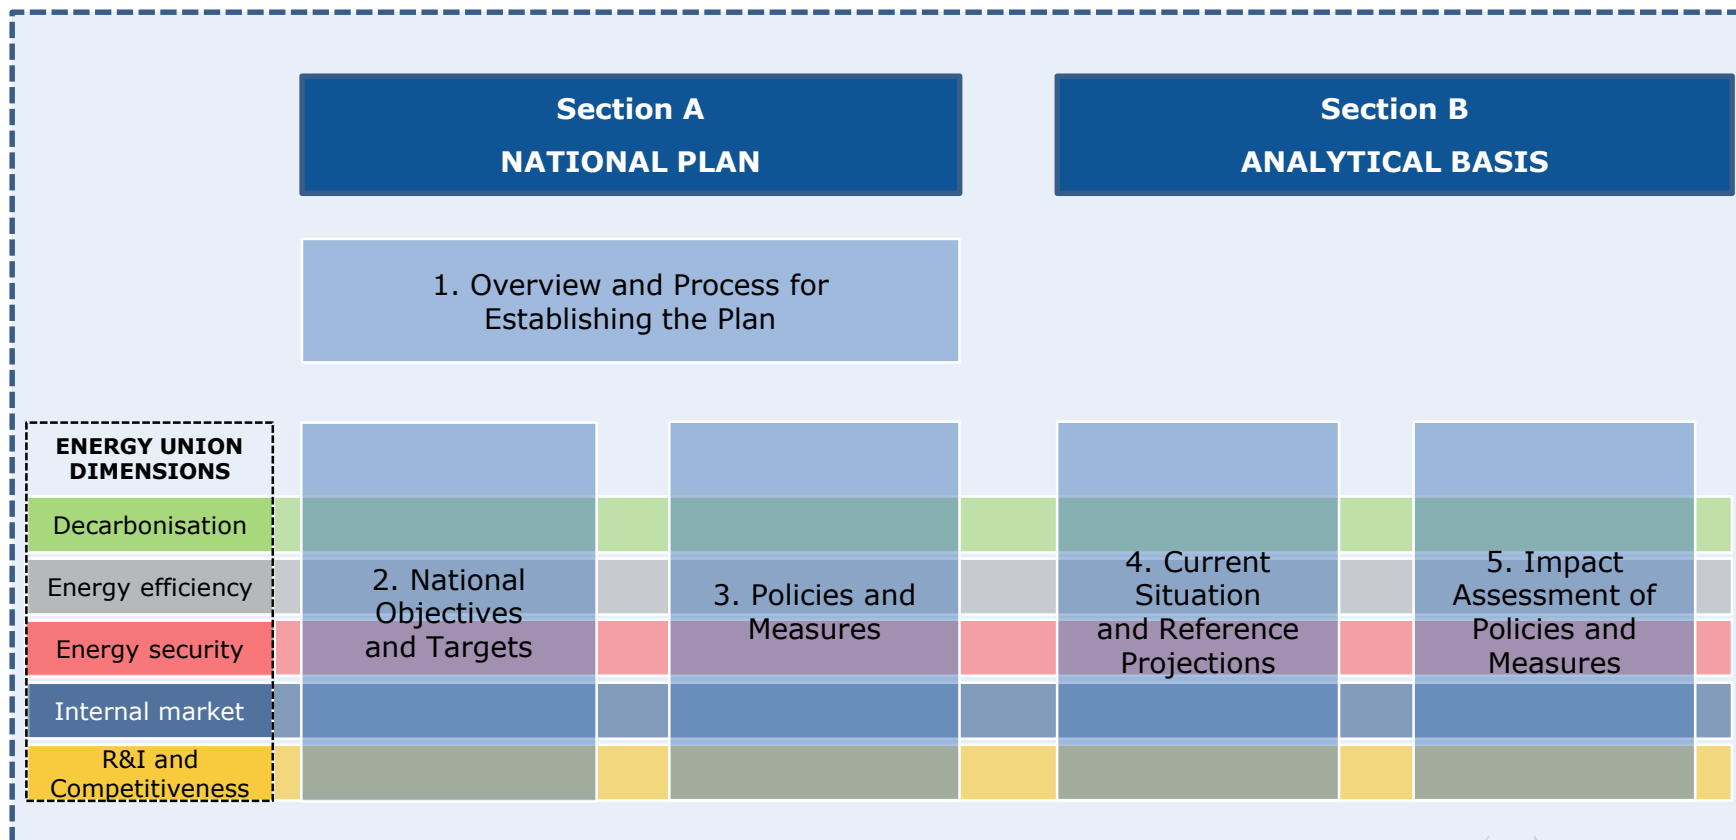 Section A
NATIONAL PLAN
Section B
ANALYTICAL BASIS
1. Overview and Process for
Establishing the Plan
ENERGY UNION
DIMENSIONS
Decarbonisation
Energy efficiency
Energy security
Internal market
R&I and
Competitiveness
2. National
Objectives
and Targets
3. Policies and
Measures
4. Current
Situation
and Reference
Projections
5. Impact
Assessment of
Policies and
Measures